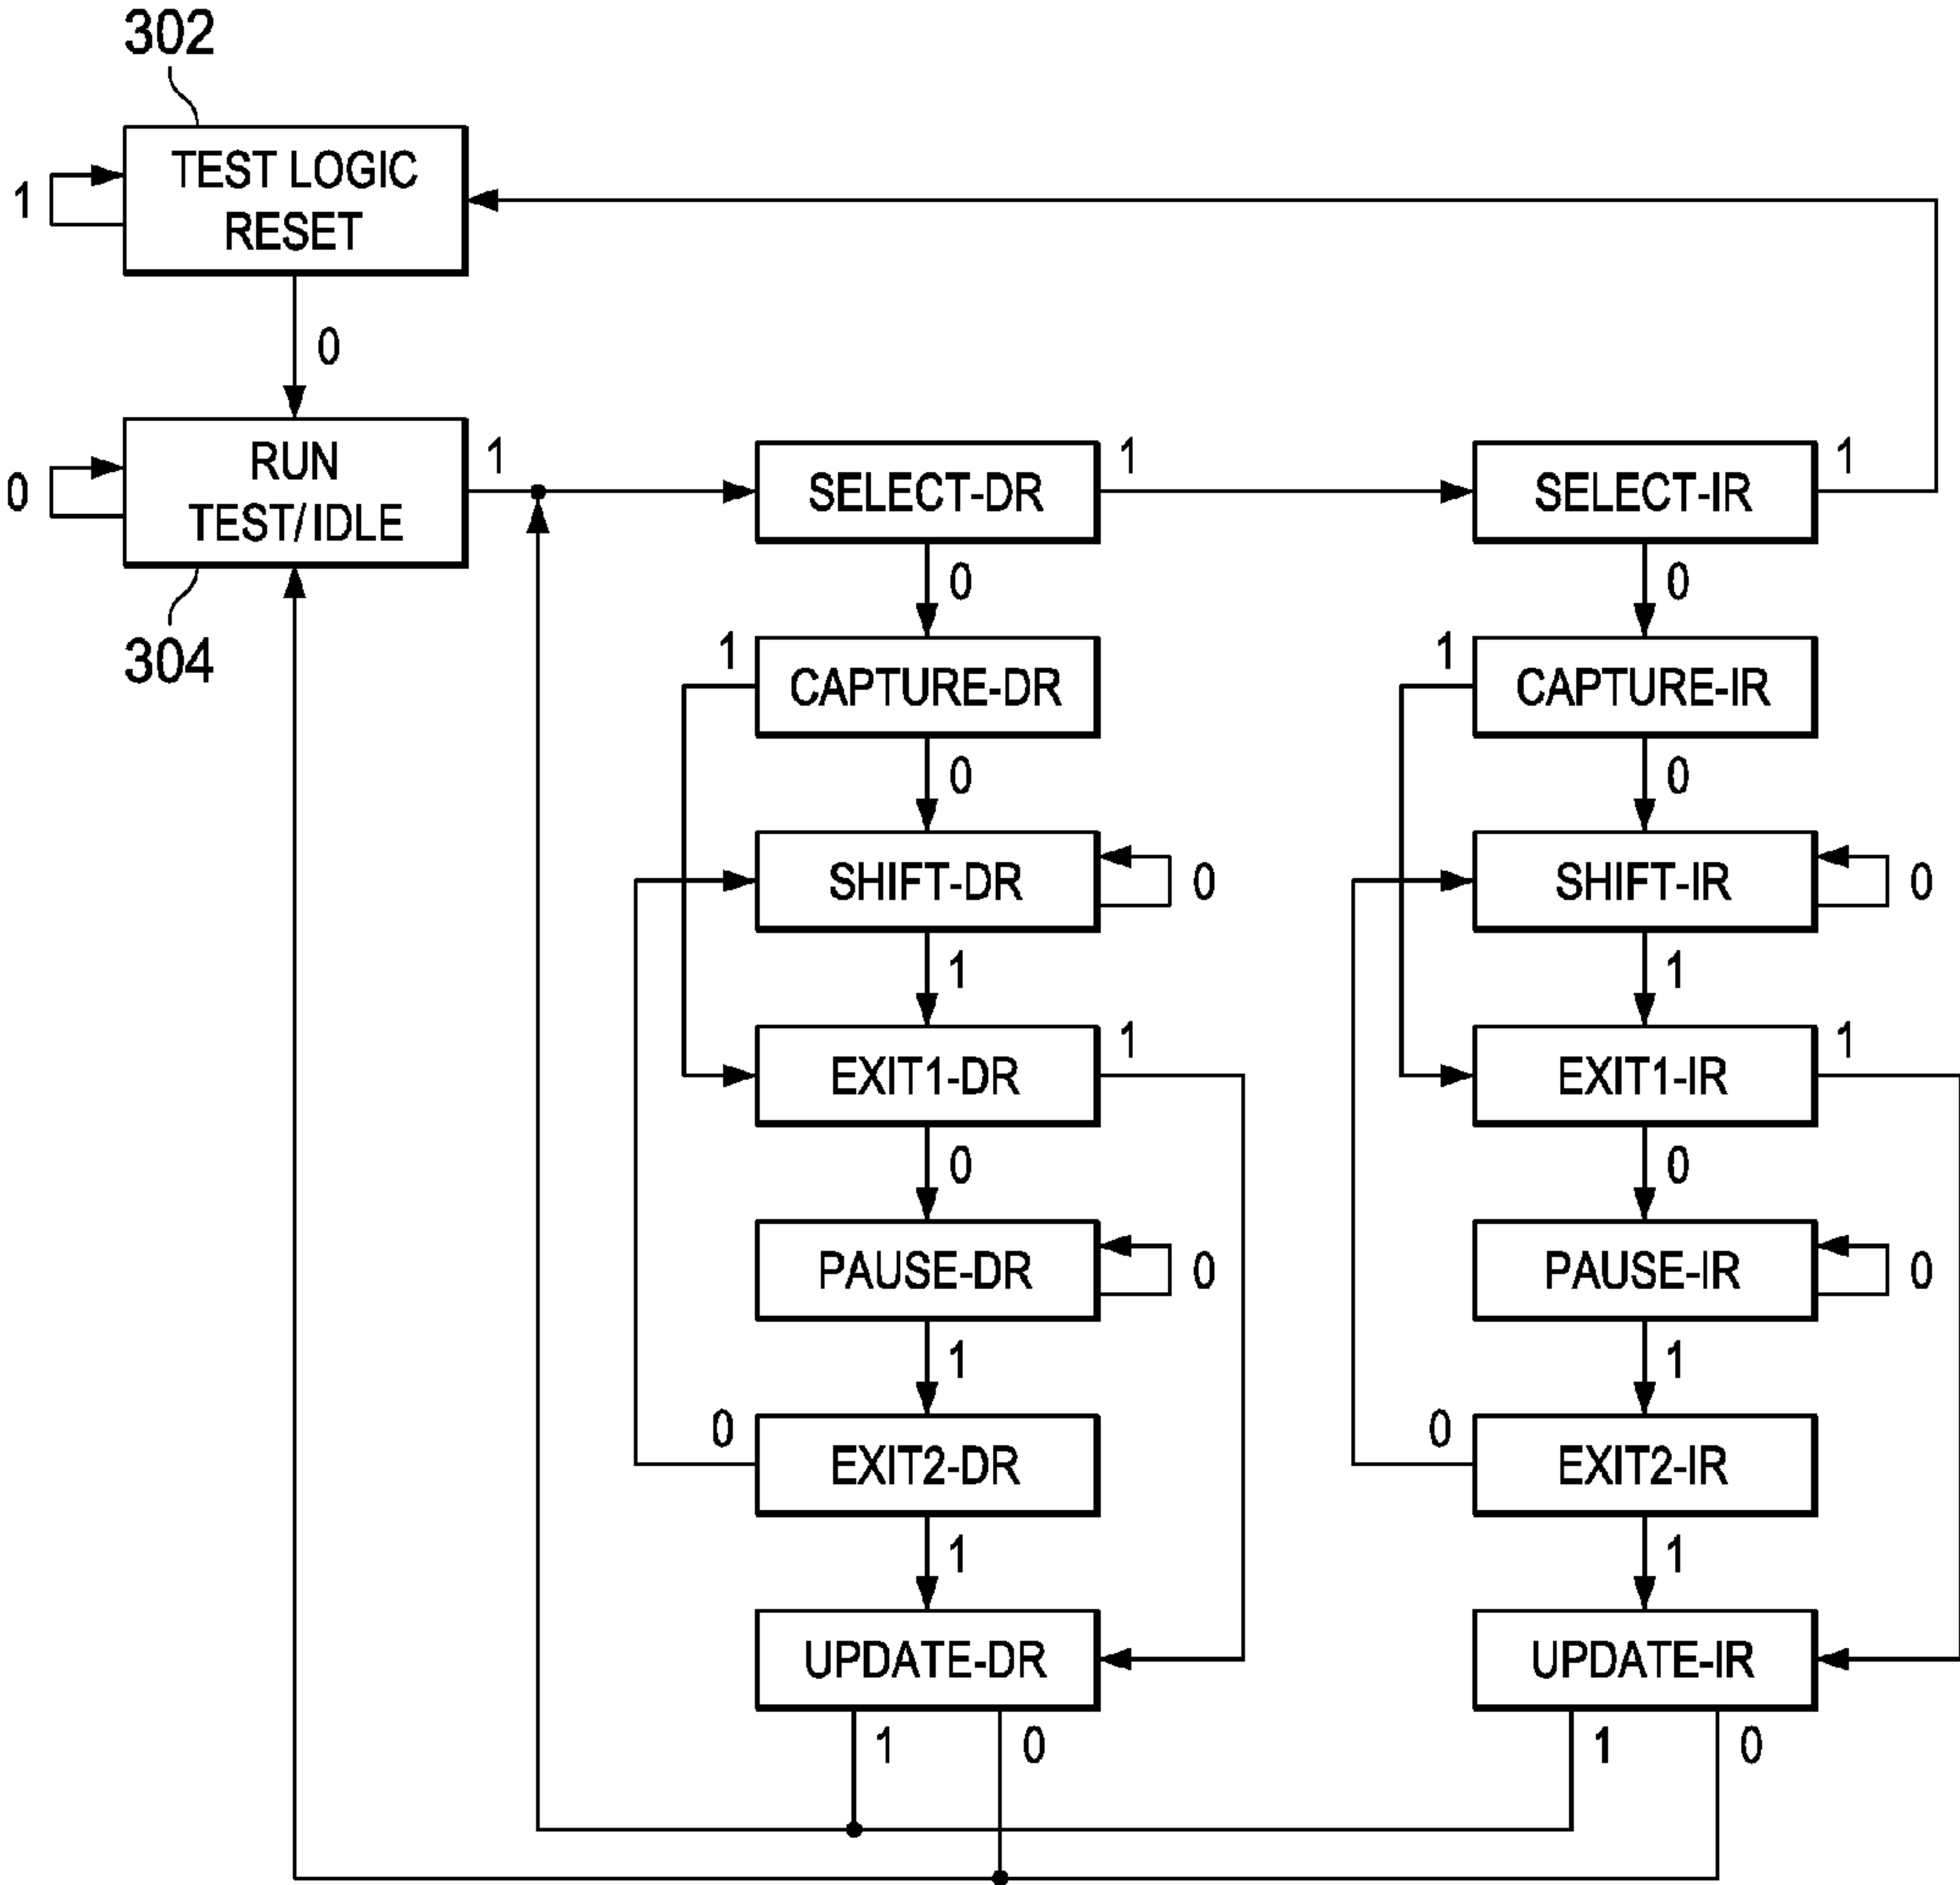 302
TEST LOGIC
RESET
1
0
RUN
TEST/IDLE
0
1
304
SELECT-DR
1
0
SELECT-IR
1
0
1
CAPTURE-DR
0
1
CAPTURE-IR
0
SHIFT-DR
0
1
SHIFT-IR
0
1
EXIT1-DR
1
0
EXIT1-IR
1
0
PAUSE-DR
0
1
PAUSE-IR
0
1
0
EXIT2-DR
1
0
EXIT2-IR
1
UPDATE-DR
1
0
UPDATE-IR
1
0